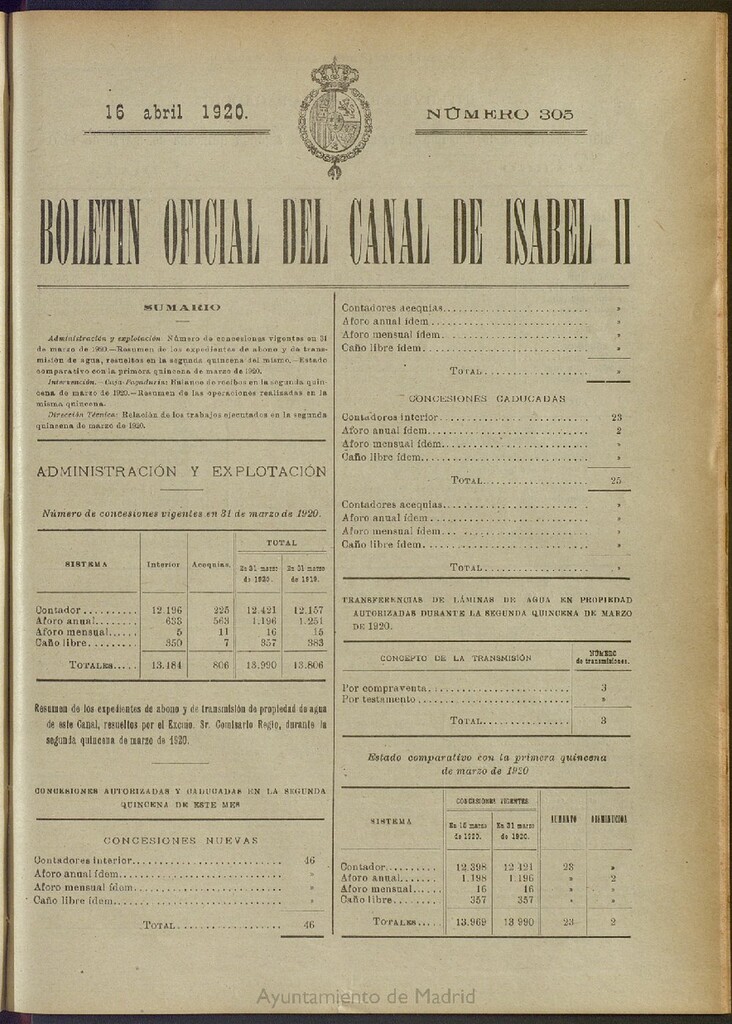 16 abril 1920.
NÚMERO 305
BOLETIN OFICIAL DEL CANAL DE ISABEL II
SUMARIO
Administración y explotación: Número de concesiones vigentes en 31
de marzo de 1920.—Resumen de los expedientes de abono y de trans-
misión de agua, resueltos en la segunda quincena del mismo.—Estado
comparativo con la primera quincena de marzo de 1920.
Intervención.—Caja-Pagaduría: Balance de recibos en la segunda quin-
cena de marzo de 1920.—Resumen de las operaciones realizadas en la
misma quincena.
Dirección Técnica: Relación de los trabajos ejecutados en la segunda
quincena de marzo de 1920.
ADMINISTRACIÓN Y EXPLOTACIÓN
Número de concesiones vigentes en 31 de marzo de 1920.
SISTEMA Interior Acequias. TOTAL
En 31 marzo de 1920. En 31 marzo de 1919.
Contador.......... 12.196 225 12.421 12.157
Aforo anual....... 633 563 1.196 1.251
Aforo mensual...... 5 11 16 15
Caño libre......... 350 7 357 383
TOTALES..... 13.184 806 13.990 13.806
Resumen de los expedientes de abono y de transmisión de propiedad de agua
de este Canal, resueltos por el Excmo. Sr. Comisario Regio, durante la
segunda quincena de marzo de 1920.
CONCESIONES AUTORIZADAS Y CADUCADAS EN LA SEGUNDA
QUINCENA DE ESTE MES
CONCESIONES NUEVAS
Contadores interior........................ 46
Aforo anual ídem........................ »
Aforo mensual ídem........................ »
Caño libre ídem........................ »
TOTAL.................. 46
Contadores acequias........................ »
Aforo anual ídem........................ »
Aforo mensual ídem........................ »
Caño libre ídem........................ »
TOTAL.................. »
CONCESIONES CADUCADAS
Contadores interior........................ 23
Aforo anual ídem........................ 2
Aforo mensual ídem........................ »
Caño libre ídem........................ »
TOTAL.................. 25
Contadores acequias........................ »
Aforo anual ídem........................ »
Aforo mensual ídem........................ »
Caño libre ídem........................ »
TOTAL.................. »
TRANSFERENCIAS DE LÁMINAS DE AGUA EN PROPIEDAD
AUTORIZADAS DURANTE LA SEGUNDA QUINCENA DE MARZO
DE 1920.
CONCEPTO DE LA TRANSMISIÓN NÚMERO de transmisiones.
Por compraventa........................ 3
Por testamento........................ »
TOTAL.............. 3
Estado comparativo con la primera quincena
de marzo de 1920
SISTEMA CONCESIONES VIGENTES AUMENTO DISMINUCION
En 15 marzo de 1920. En 31 marzo de 1920.
Contador.......... 12.398 12.421 23 »
Aforo anual........ 1.198 1.196 » 2
Aforo mensual...... 16 16 » »
Caño libre........ 357 357 » »
TOTALES..... 13.969 13.990 23 2
Ayuntamiento de Madrid